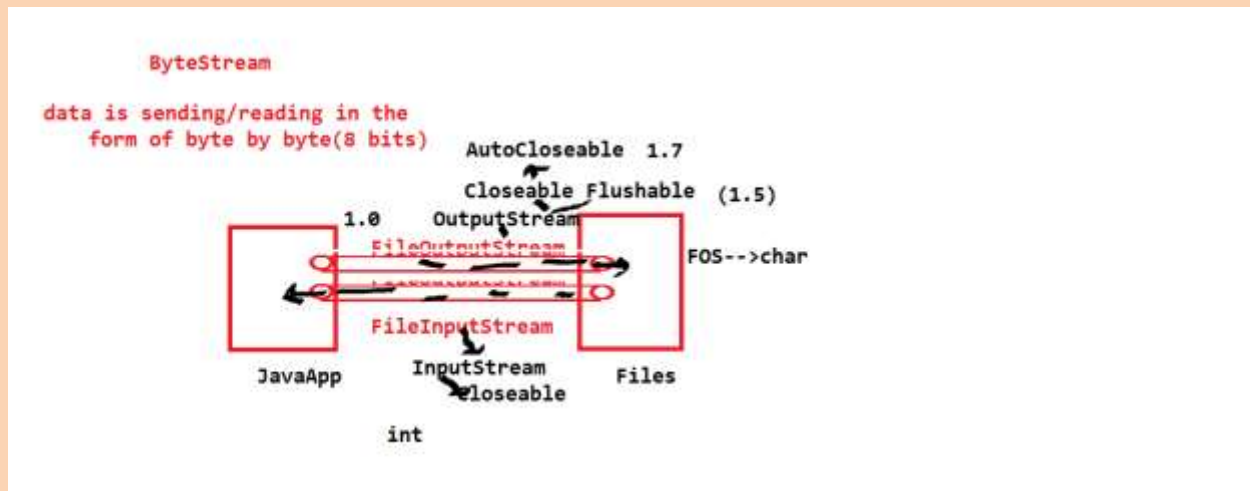 ByteStream
data is sending/reading in the
form of byte by byte(8 bits)
AutoCloseable 1.7
Closeable Flushable (1.5)
1.0 OutputStream
FileOutputStream
FOS-->char
FileInputStream
InputStream
JavaApp
Files
closeable
int